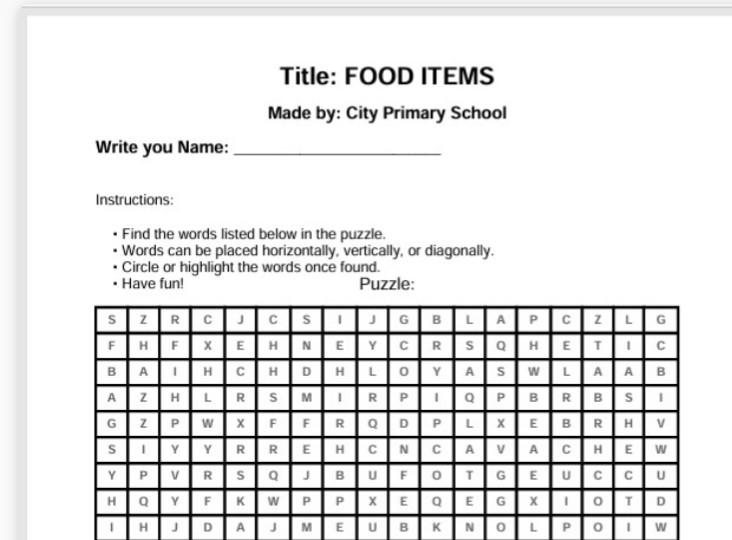 Title: FOOD ITEMS
Made by: City Primary School
Write you Name: ______________________
Instructions:
• Find the words listed below in the puzzle.
• Words can be placed horizontally, vertically, or diagonally.
• Circle or highlight the words once found.
• Have fun!
Puzzle:
S Z R C J C S I J G B L A P C Z L G
F H F X E H N E Y C R S Q H E T I C
B A I H C H D H L O Y A S W L A A B
A Z H L R S M I R P I Q P B R B S I
G Z P W X F F R Q D P L X E B R H V
S I Y Y R R E H C N C A V A C H E W
Y P V R S Q J B U F O T G E U C C U
H Q Y F K W P P X E Q E G X I O T D
I H J D A J M E U B K N O L P O I W